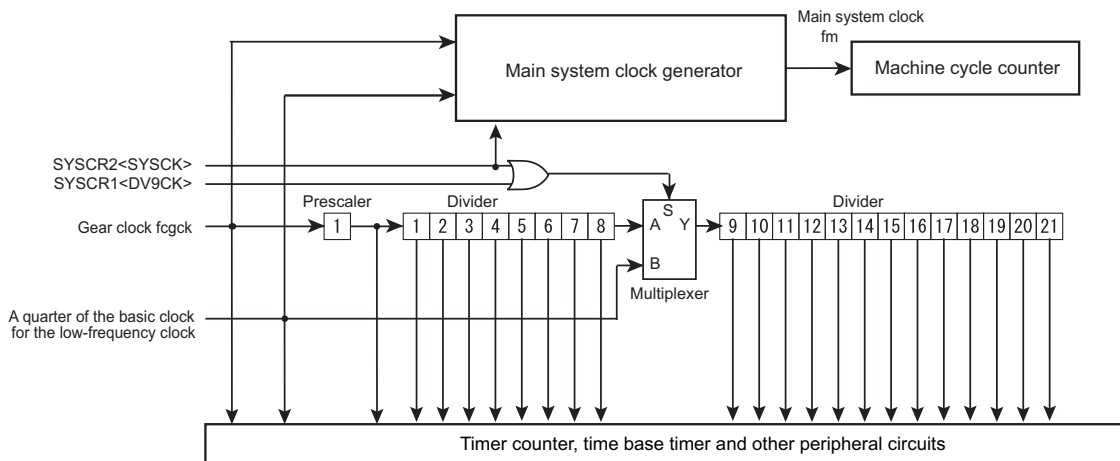 Main system clock
fm
Main system clock generator
Machine cycle counter
SYSCR2<SYSCK>
SYSCR1<DV9CK>
Prescaler
Divider
Divider
Gear clock fcgck
1
1 2 3 4 5 6 7 8
A S Y
B
9 10 11 12 13 14 15 16 17 18 19 20 21
Multiplexer
A quarter of the basic clock
for the low-frequency clock
Timer counter, time base timer and other peripheral circuits